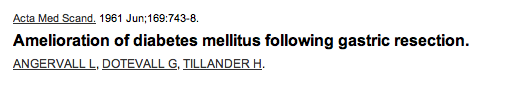 Acta Med Scand. 1961 Jun;169:743-8.
Amelioration of diabetes mellitus following gastric resection.
ANGERVALL L, DOTEVALL G, TILLANDER H.